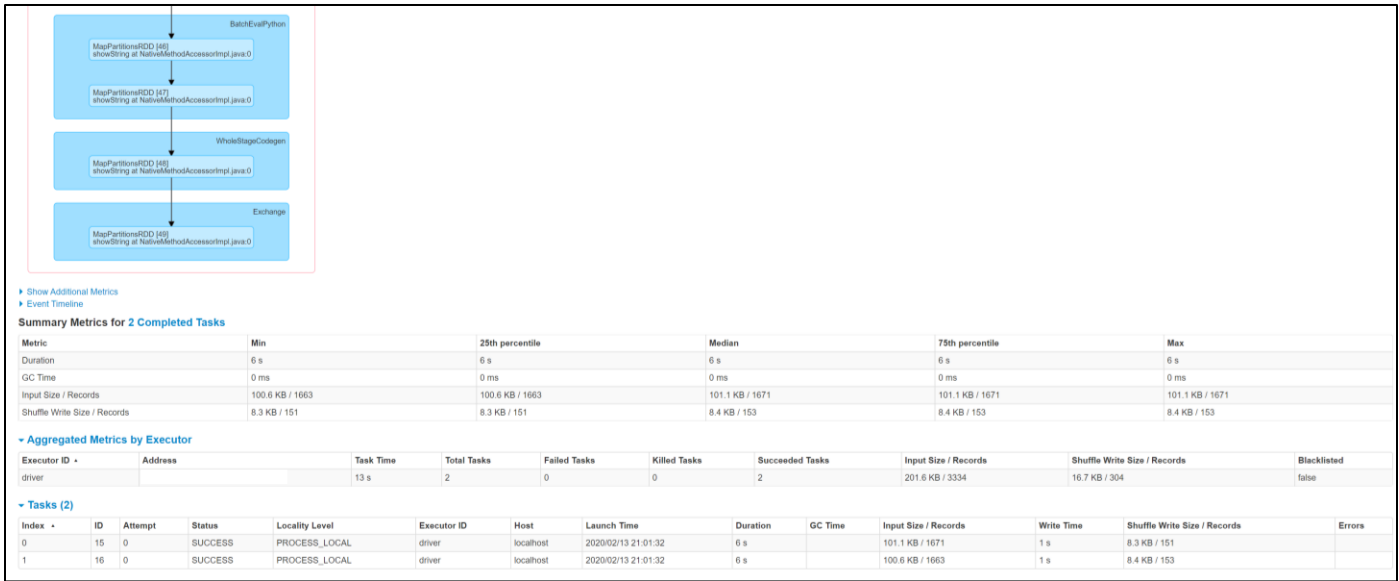 BatchEvalPython
MapPartitionsRDD [46]
showString at NativeMethodAccessorImpl.java:0
MapPartitionsRDD [47]
showString at NativeMethodAccessorImpl.java:0
WholeStageCodegen
MapPartitionsRDD [48]
showString at NativeMethodAccessorImpl.java:0
Exchange
MapPartitionsRDD [49]
showString at NativeMethodAccessorImpl.java:0
Show Additional Metrics
Event Timeline
Summary Metrics for 2 Completed Tasks
Metric Min 25th percentile Median 75th percentile Max
Duration 6 s 6 s 6 s 6 s 6 s
GC Time 0 ms 0 ms 0 ms 0 ms 0 ms
Input Size / Records 100.6 KB / 1663 100.6 KB / 1663 101.1 KB / 1671 101.1 KB / 1671 101.1 KB / 1671
Shuffle Write Size / Records 8.3 KB / 151 8.3 KB / 151 8.4 KB / 153 8.4 KB / 153 8.4 KB / 153
Aggregated Metrics by Executor
Executor ID Address Task Time Total Tasks Failed Tasks Killed Tasks Succeeded Tasks Input Size / Records Shuffle Write Size / Records Blacklisted
driver 13 s 2 0 0 2 201.6 KB / 3334 16.7 KB / 304 false
Tasks (2)
Index ID Attempt Status Locality Level Executor ID Host Launch Time Duration GC Time Input Size / Records Write Time Shuffle Write Size / Records Errors
0 15 0 SUCCESS PROCESS_LOCAL driver localhost 2020/02/13 21:01:32 6 s 101.1 KB / 1671 1 s 8.3 KB / 151
1 16 0 SUCCESS PROCESS_LOCAL driver localhost 2020/02/13 21:01:32 6 s 100.6 KB / 1663 1 s 8.4 KB / 153